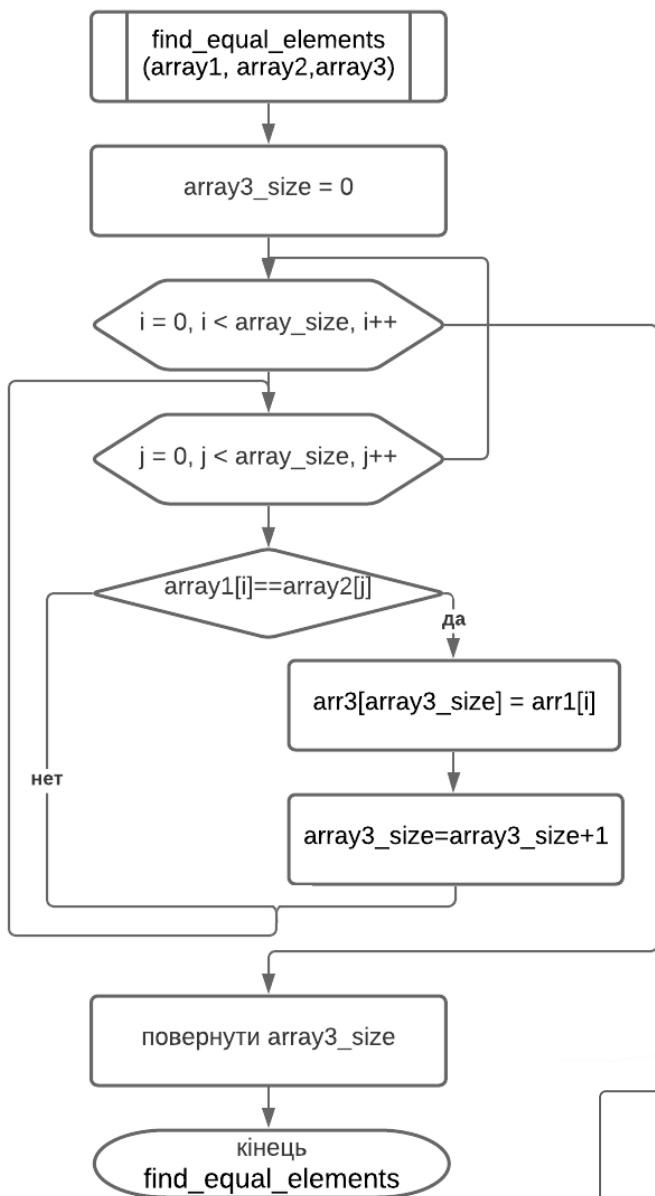 find_equal_elements
(array1, array2,array3)
array3_size = 0
i = 0, i < array_size, i++
j = 0, j < array_size, j++
array1[i]==array2[j]
да
arr3[array3_size] = arr1[i]
нет
array3_size=array3_size+1
повернути array3_size
кінець
find_equal_elements